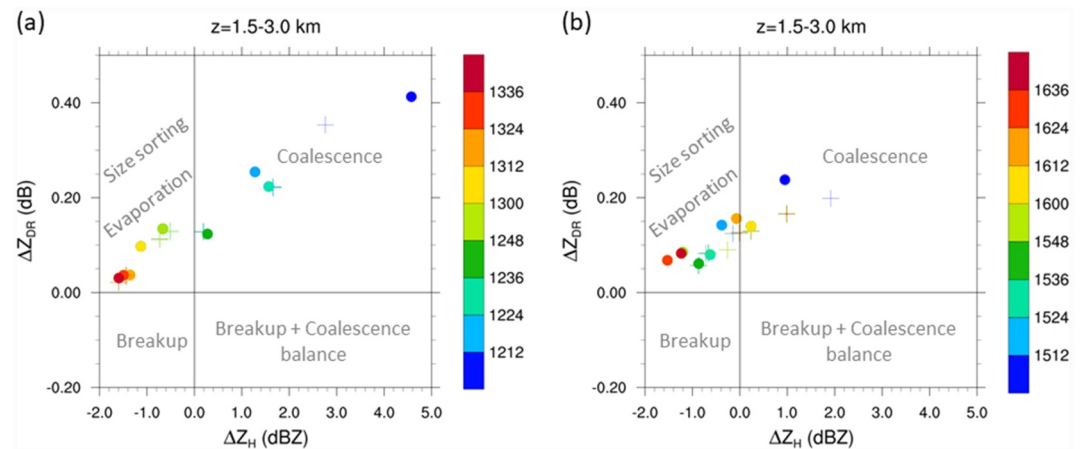 (a)
z=1.5-3.0 km
0.40
0.20
0.00
-0.20
ΔZDR (dB)
Size sorting
Evaporation
Coalescence
Breakup
Breakup + Coalescence
balance
-2.0 -1.0 0.0 1.0 2.0 3.0 4.0 5.0
ΔZH (dBZ)
1336
1324
1312
1300
1248
1236
1224
1212
(b)
z=1.5-3.0 km
0.40
0.20
0.00
-0.20
ΔZDR (dB)
Size sorting
Evaporation
Coalescence
Breakup
Breakup + Coalescence
balance
-2.0 -1.0 0.0 1.0 2.0 3.0 4.0 5.0
ΔZH (dBZ)
1636
1624
1612
1600
1548
1536
1524
1512